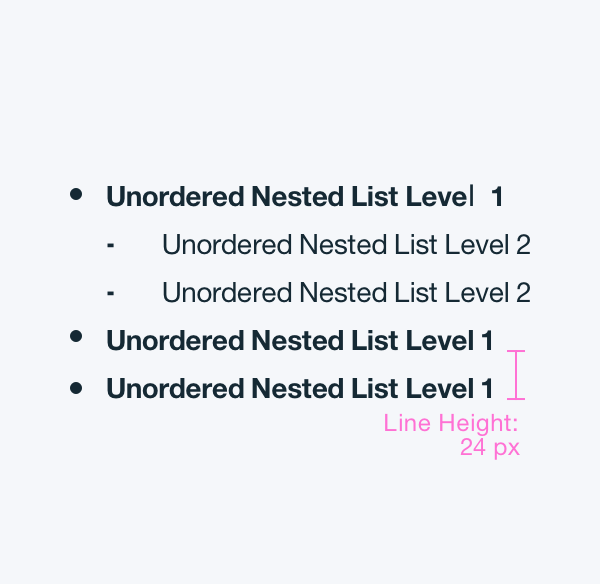 • Unordered Nested List Level 1
- Unordered Nested List Level 2
- Unordered Nested List Level 2
• Unordered Nested List Level 1
• Unordered Nested List Level 1
Line Height:
24 px